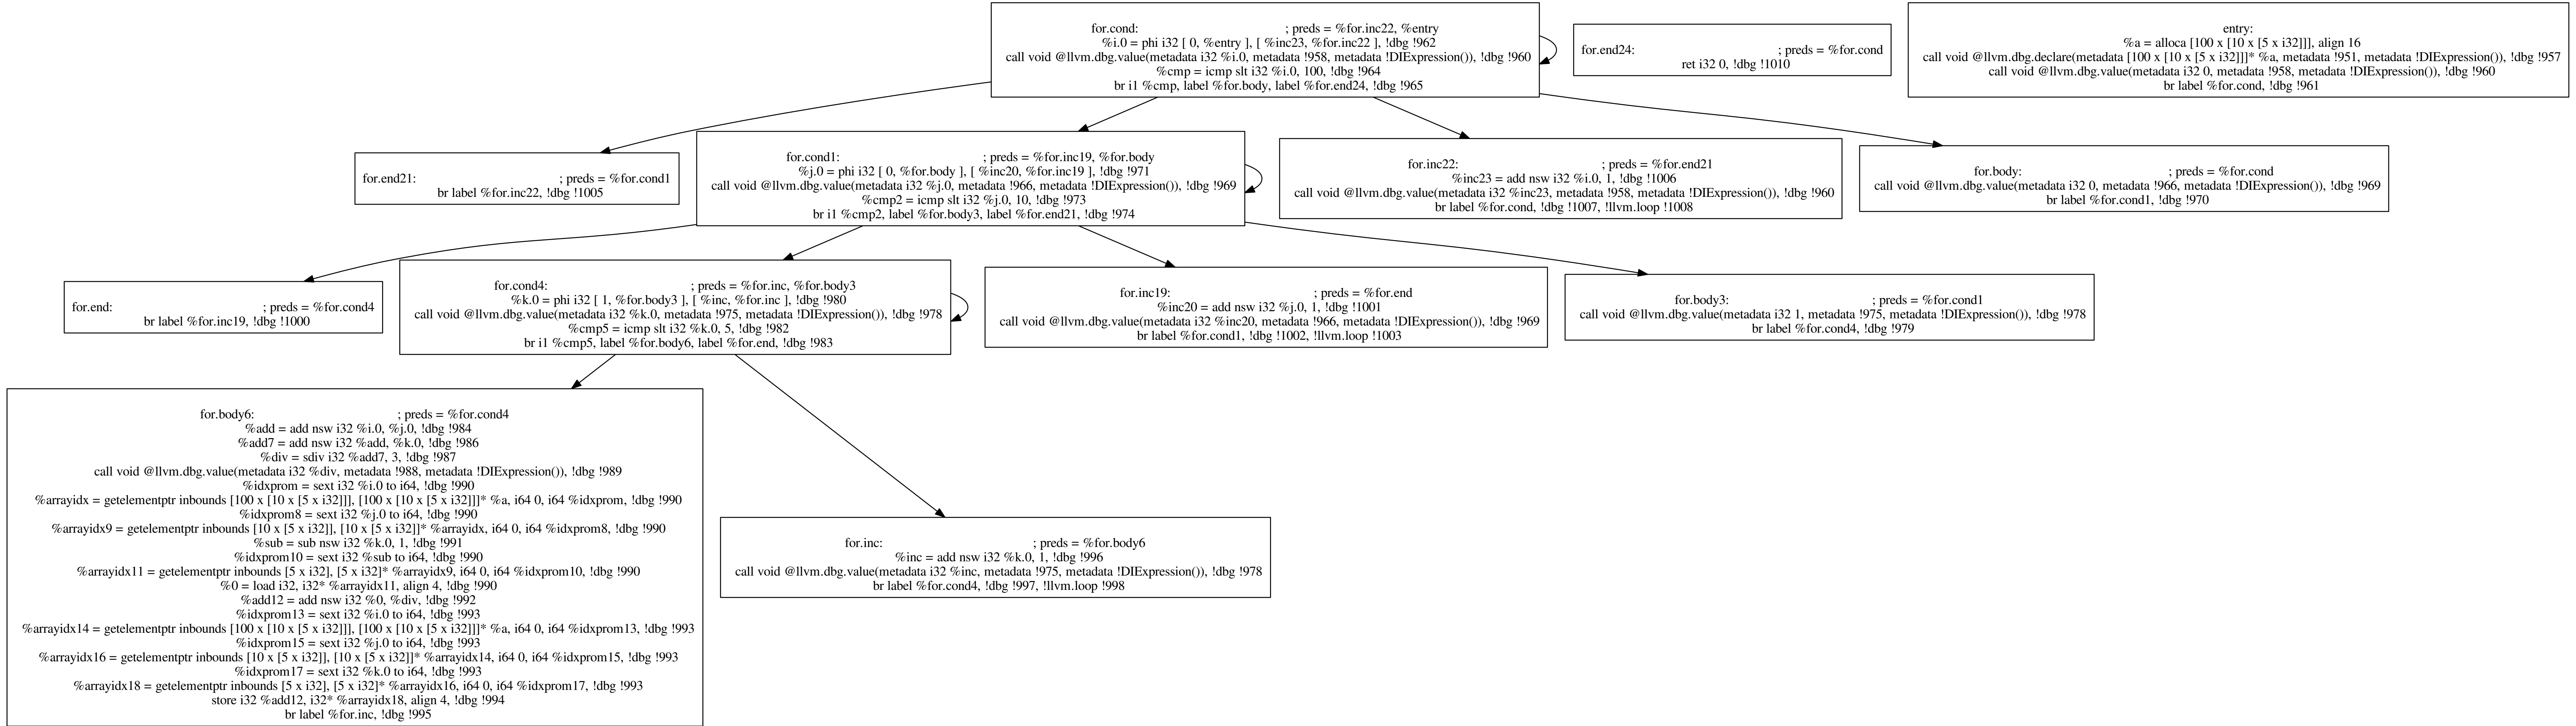 for.cond: ; preds = %for.inc22, %entry
%i.0 = phi i32 [ 0, %entry ], [ %inc23, %for.inc22 ], !dbg !962
call void @llvm.dbg.value(metadata i32 %i.0, metadata !958, metadata !DIExpression()), !dbg !960
%cmp = icmp slt i32 %i.0, 100, !dbg !964
br i1 %cmp, label %for.body, label %for.end24, !dbg !965
for.end24: ; preds = %for.cond
ret i32 0, !dbg !1010
entry:
%a = alloca [100 x [10 x [5 x i32]]], align 16
call void @llvm.dbg.declare(metadata [100 x [10 x [5 x i32]]]* %a, metadata !951, metadata !DIExpression()), !dbg !957
call void @llvm.dbg.value(metadata i32 0, metadata !958, metadata !DIExpression()), !dbg !960
br label %for.cond, !dbg !961
for.end21: ; preds = %for.cond1
br label %for.inc22, !dbg !1005
for.cond1: ; preds = %for.inc19, %for.body
%j.0 = phi i32 [ 0, %for.body ], [ %inc20, %for.inc19 ], !dbg !971
call void @llvm.dbg.value(metadata i32 %j.0, metadata !966, metadata !DIExpression()), !dbg !969
%cmp2 = icmp slt i32 %j.0, 10, !dbg !973
br i1 %cmp2, label %for.body3, label %for.end21, !dbg !974
for.inc22: ; preds = %for.end21
%inc23 = add nsw i32 %i.0, 1, !dbg !1006
call void @llvm.dbg.value(metadata i32 %inc23, metadata !958, metadata !DIExpression()), !dbg !960
br label %for.cond, !dbg !1007, !llvm.loop !1008
for.body: ; preds = %for.cond
call void @llvm.dbg.value(metadata i32 0, metadata !966, metadata !DIExpression()), !dbg !969
br label %for.cond1, !dbg !970
for.end: ; preds = %for.cond4
br label %for.inc19, !dbg !1000
for.cond4: ; preds = %for.inc, %for.body3
%k.0 = phi i32 [ 1, %for.body3 ], [ %inc, %for.inc ], !dbg !980
call void @llvm.dbg.value(metadata i32 %k.0, metadata !975, metadata !DIExpression()), !dbg !978
%cmp5 = icmp slt i32 %k.0, 5, !dbg !982
br i1 %cmp5, label %for.body6, label %for.end, !dbg !983
for.inc19: ; preds = %for.end
%inc20 = add nsw i32 %j.0, 1, !dbg !1001
call void @llvm.dbg.value(metadata i32 %inc20, metadata !966, metadata !DIExpression()), !dbg !969
br label %for.cond1, !dbg !1002, !llvm.loop !1003
for.body3: ; preds = %for.cond1
call void @llvm.dbg.value(metadata i32 1, metadata !975, metadata !DIExpression()), !dbg !978
br label %for.cond4, !dbg !979
for.body6: ; preds = %for.cond4
%add = add nsw i32 %i.0, %j.0, !dbg !984
%add7 = add nsw i32 %add, %k.0, !dbg !986
%div = sdiv i32 %add7, 3, !dbg !987
call void @llvm.dbg.value(metadata i32 %div, metadata !988, metadata !DIExpression()), !dbg !989
%idxprom = sext i32 %i.0 to i64, !dbg !990
%arrayidx = getelementptr inbounds [100 x [10 x [5 x i32]]], [100 x [10 x [5 x i32]]]* %a, i64 0, i64 %idxprom, !dbg !990
%idxprom8 = sext i32 %j.0 to i64, !dbg !990
%arrayidx9 = getelementptr inbounds [10 x [5 x i32]], [10 x [5 x i32]]* %arrayidx, i64 0, i64 %idxprom8, !dbg !990
%sub = sub nsw i32 %k.0, 1, !dbg !991
%idxprom10 = sext i32 %sub to i64, !dbg !990
%arrayidx11 = getelementptr inbounds [5 x i32], [5 x i32]* %arrayidx9, i64 0, i64 %idxprom10, !dbg !990
%0 = load i32, i32* %arrayidx11, align 4, !dbg !990
%add12 = add nsw i32 %0, %div, !dbg !992
%idxprom13 = sext i32 %i.0 to i64, !dbg !993
%arrayidx14 = getelementptr inbounds [100 x [10 x [5 x i32]]], [100 x [10 x [5 x i32]]]* %a, i64 0, i64 %idxprom13, !dbg !993
%idxprom15 = sext i32 %j.0 to i64, !dbg !993
%arrayidx16 = getelementptr inbounds [10 x [5 x i32]], [10 x [5 x i32]]* %arrayidx14, i64 0, i64 %idxprom15, !dbg !993
%idxprom17 = sext i32 %k.0 to i64, !dbg !993
%arrayidx18 = getelementptr inbounds [5 x i32], [5 x i32]* %arrayidx16, i64 0, i64 %idxprom17, !dbg !993
store i32 %add12, i32* %arrayidx18, align 4, !dbg !994
br label %for.inc, !dbg !995
for.inc: ; preds = %for.body6
%inc = add nsw i32 %k.0, 1, !dbg !996
call void @llvm.dbg.value(metadata i32 %inc, metadata !975, metadata !DIExpression()), !dbg !978
br label %for.cond4, !dbg !997, !llvm.loop !998